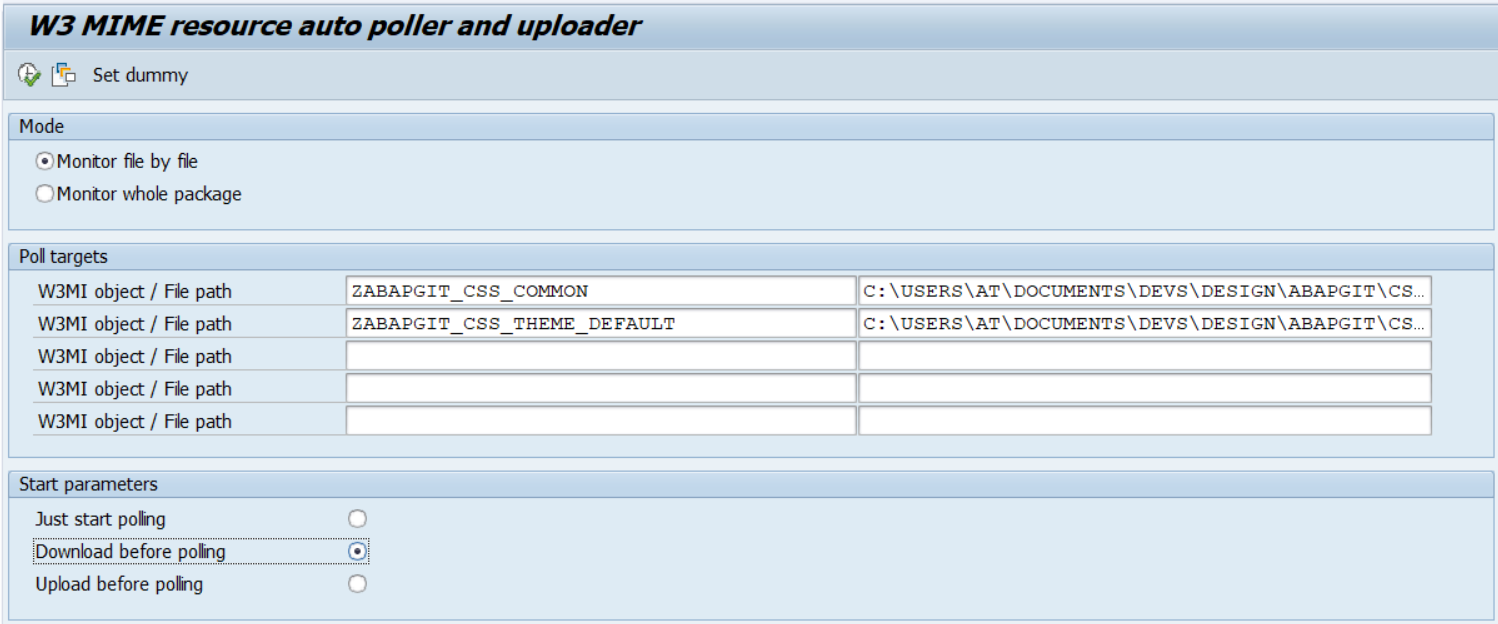 W3 MIME resource auto poller and uploader
Set dummy
Mode
Monitor file by file
Monitor whole package
Poll targets
W3MI object / File path ZABAPGIT_CSS_COMMON C:\USERS\AT\DOCUMENTS\DEVS\DESIGN\ABAPGIT\CS…
W3MI object / File path ZABAPGIT_CSS_THEME_DEFAULT C:\USERS\AT\DOCUMENTS\DEVS\DESIGN\ABAPGIT\CS…
W3MI object / File path
W3MI object / File path
W3MI object / File path
Start parameters
Just start polling
Download before polling
Upload before polling